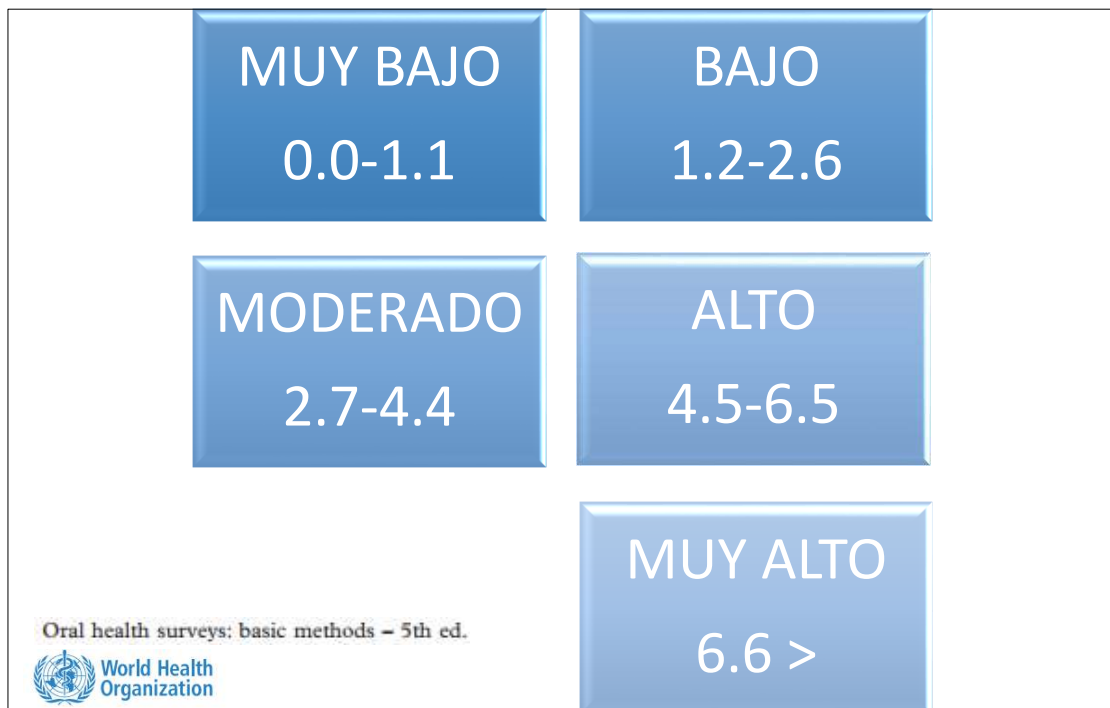 MUY BAJO
0.0-1.1
BAJO
1.2-2.6
MODERADO
2.7-4.4
ALTO
4.5-6.5
MUY ALTO
6.6 >
Oral health surveys: basic methods – 5th ed.
World Health
Organization